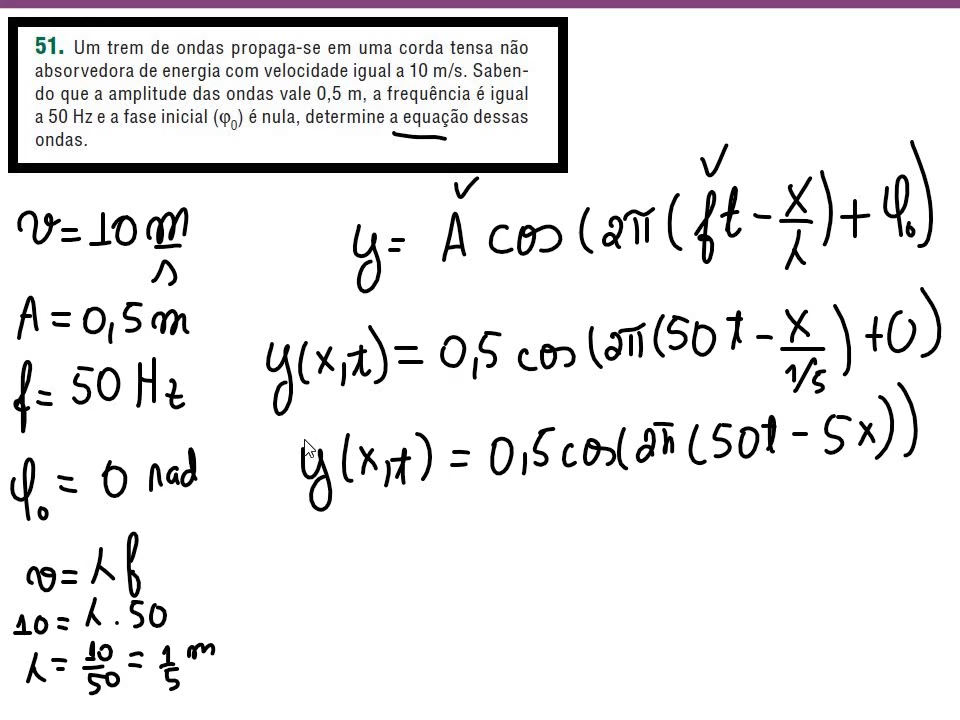 51. Um trem de ondas propaga-se em uma corda tensa não
absorvedora de energia com velocidade igual a 10 m/s. Saben-
do que a amplitude das ondas vale 0,5 m, a frequência é igual
a 50 Hz e a fase inicial (φ₀) é nula, determine a equação dessas
ondas.
v = 10 m/s
A = 0,5 m
f = 50 Hz
φ₀ = 0 rad
v = λ f
10 = λ . 50
λ = 10/50 = 1/5 m
y = A cos (2π (ft - x/λ) + φ₀)
y(x,t) = 0,5 cos (2π (50t - x/(1/5)) + 0)
y(x,t) = 0,5 cos (2π (50t - 5x))